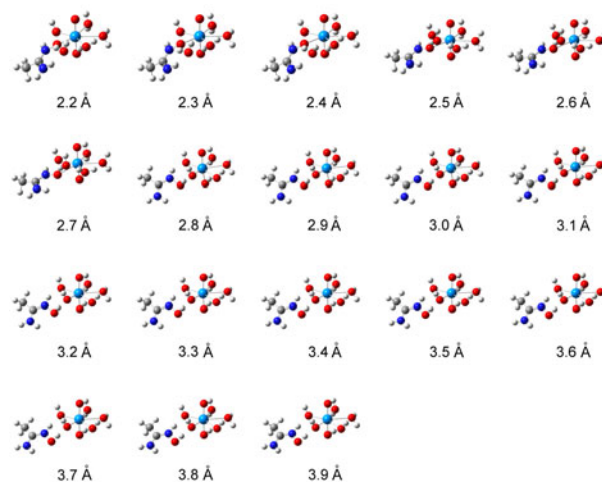 2.2 Å 2.3 Å 2.4 Å 2.5 Å 2.6 Å
2.7 Å 2.8 Å 2.9 Å 3.0 Å 3.1 Å
3.2 Å 3.3 Å 3.4 Å 3.5 Å 3.6 Å
3.7 Å 3.8 Å 3.9 Å